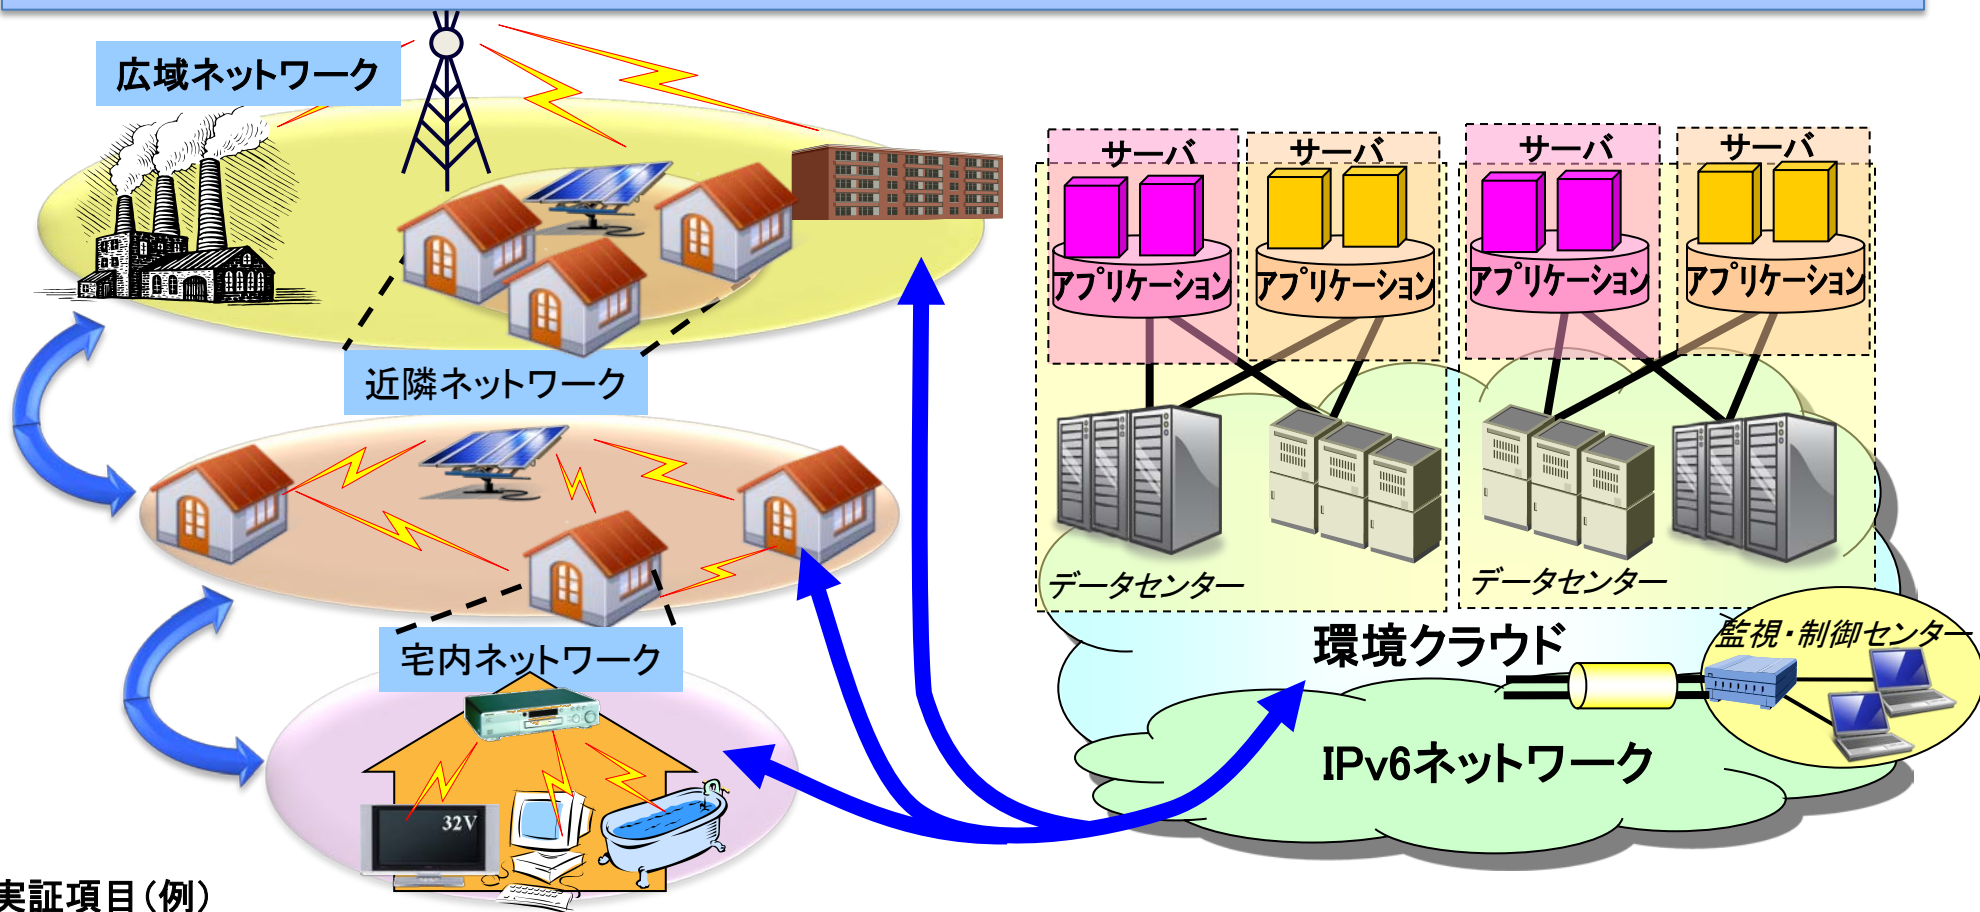 広域ネットワーク
近隣ネットワーク
宅内ネットワーク
32V
実証項目(例)
サーバ
サーバ
サーバ
サーバ
アプリケーション
アプリケーション
アプリケーション
アプリケーション
データセンター
データセンター
環境クラウド
監視・制御センター
IPv6ネットワーク